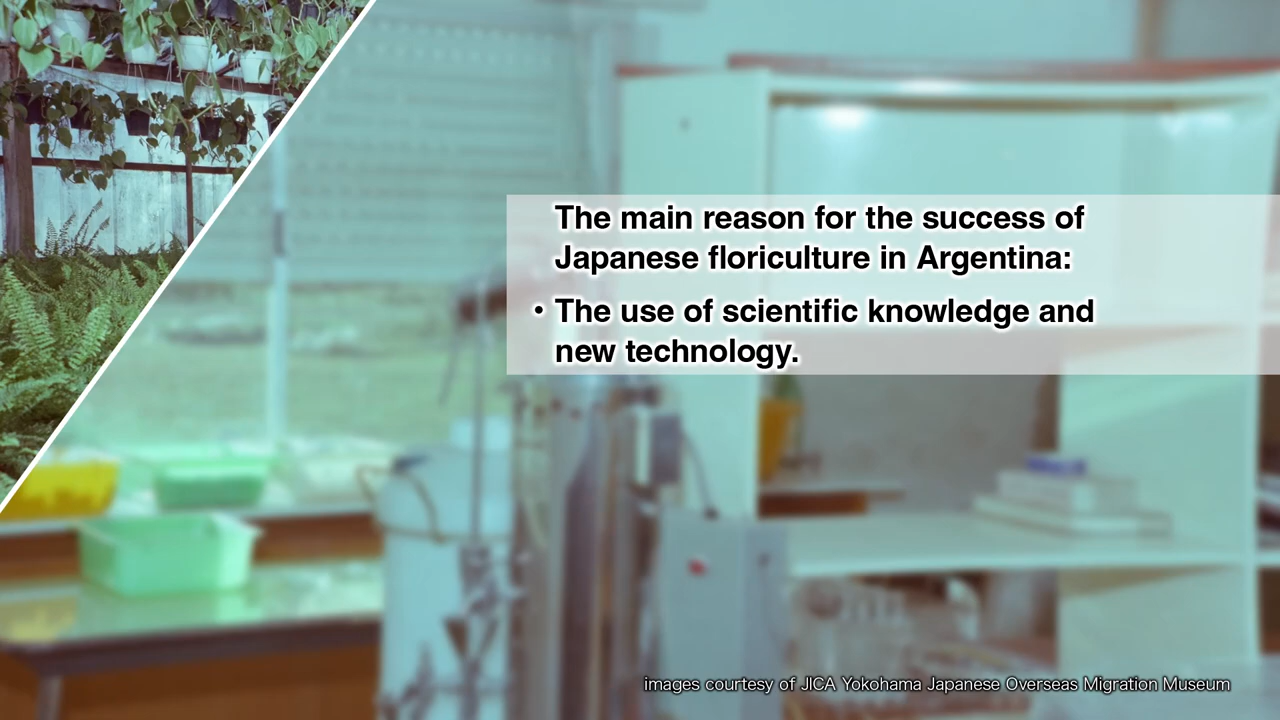 The main reason for the success of
Japanese floriculture in Argentina:
• The use of scientific knowledge and
new technology.
images courtesy of JICA Yokohama Japanese Overseas Migration Museum